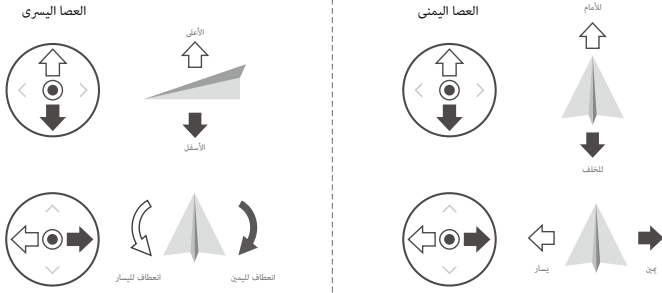 العصا اليسرى
الأعلى
الأسفل
انعطاف لليسار
انعطاف لليمين
العصا اليمنى
للأمام
للخلف
يسار
يمين